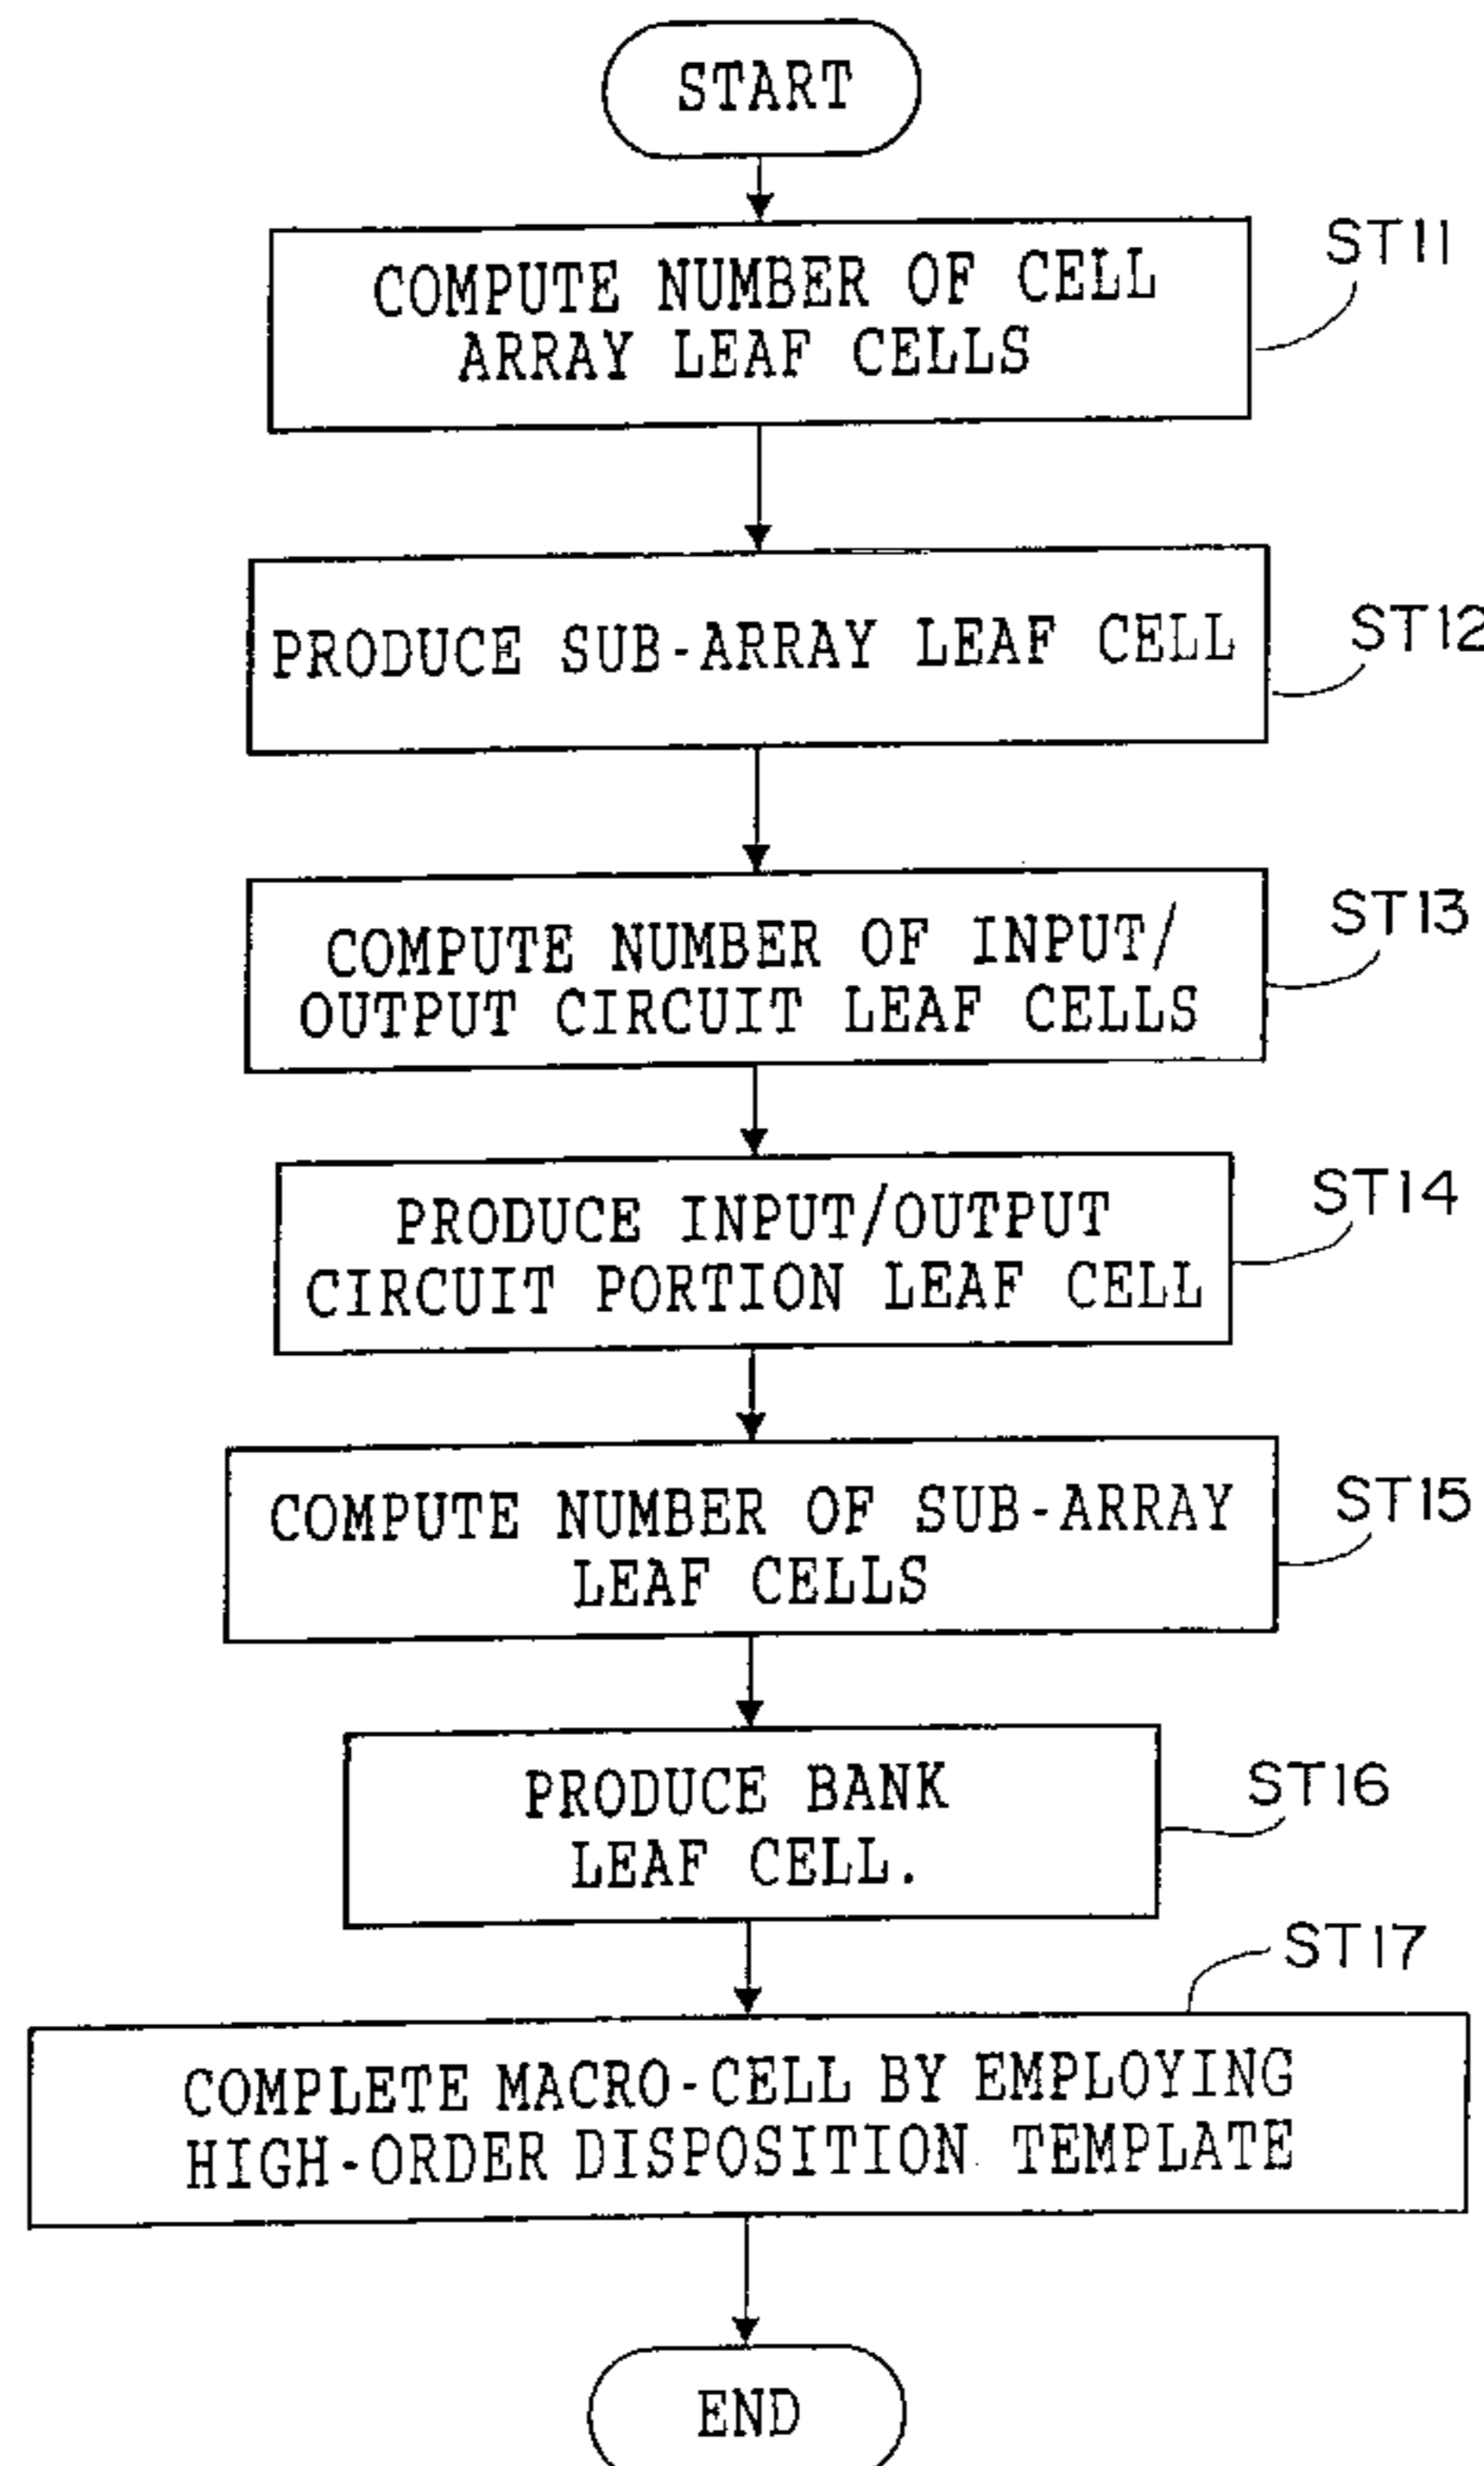 START
COMPUTE NUMBER OF CELL
ARRAY LEAF CELLS
ST11
PRODUCE SUB-ARRAY LEAF CELL
ST12
COMPUTE NUMBER OF INPUT/
OUTPUT CIRCUIT LEAF CELLS
ST13
PRODUCE INPUT/OUTPUT
CIRCUIT PORTION LEAF CELL
ST14
COMPUTE NUMBER OF SUB-ARRAY
LEAF CELLS
ST15
PRODUCE BANK
LEAF CELL.
ST16
ST17
COMPLETE MACRO-CELL BY EMPLOYING
HIGH-ORDER DISPOSITION TEMPLATE
END